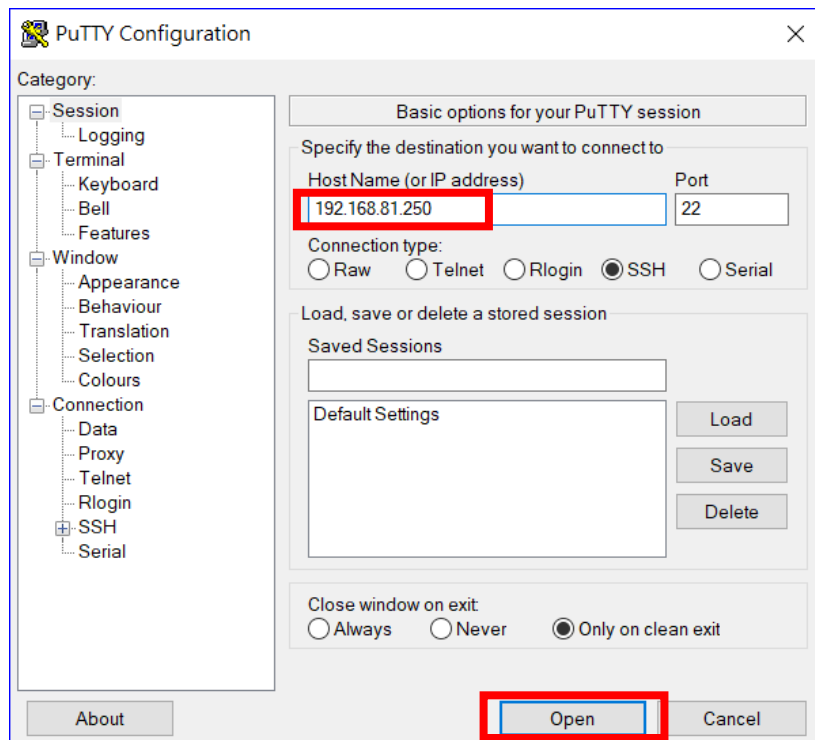 PuTTY Configuration
Category:
Session
Logging
Terminal
Keyboard
Bell
Features
Window
Appearance
Behaviour
Translation
Selection
Colours
Connection
Data
Proxy
Telnet
Rlogin
SSH
Serial
Basic options for your PuTTY session
Specify the destination you want to connect to
Host Name (or IP address) Port
192.168.81.250 22
Connection type:
Raw Telnet Rlogin SSH Serial
Load, save or delete a stored session
Saved Sessions
Default Settings
Load
Save
Delete
Close window on exit:
Always Never Only on clean exit
About Open Cancel